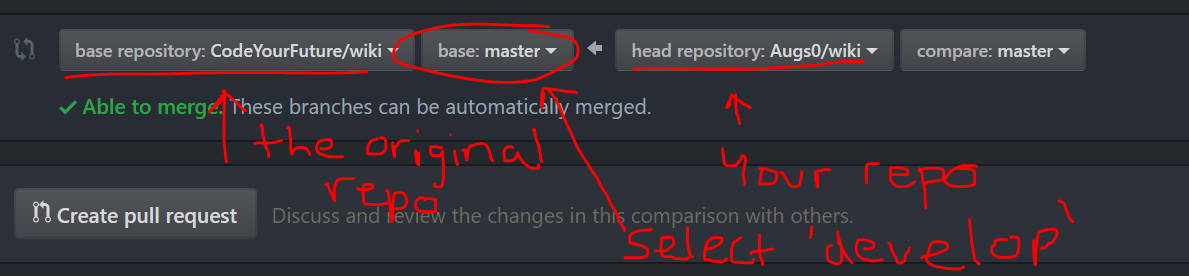 base repository: CodeYourFuture/wiki base: master head repository: Augs0/wiki compare: master
Able to merge. These branches can be automatically merged.
the original
repo
your repo
Create pull request Discuss and review the changes in this comparison with others.
select 'develop'